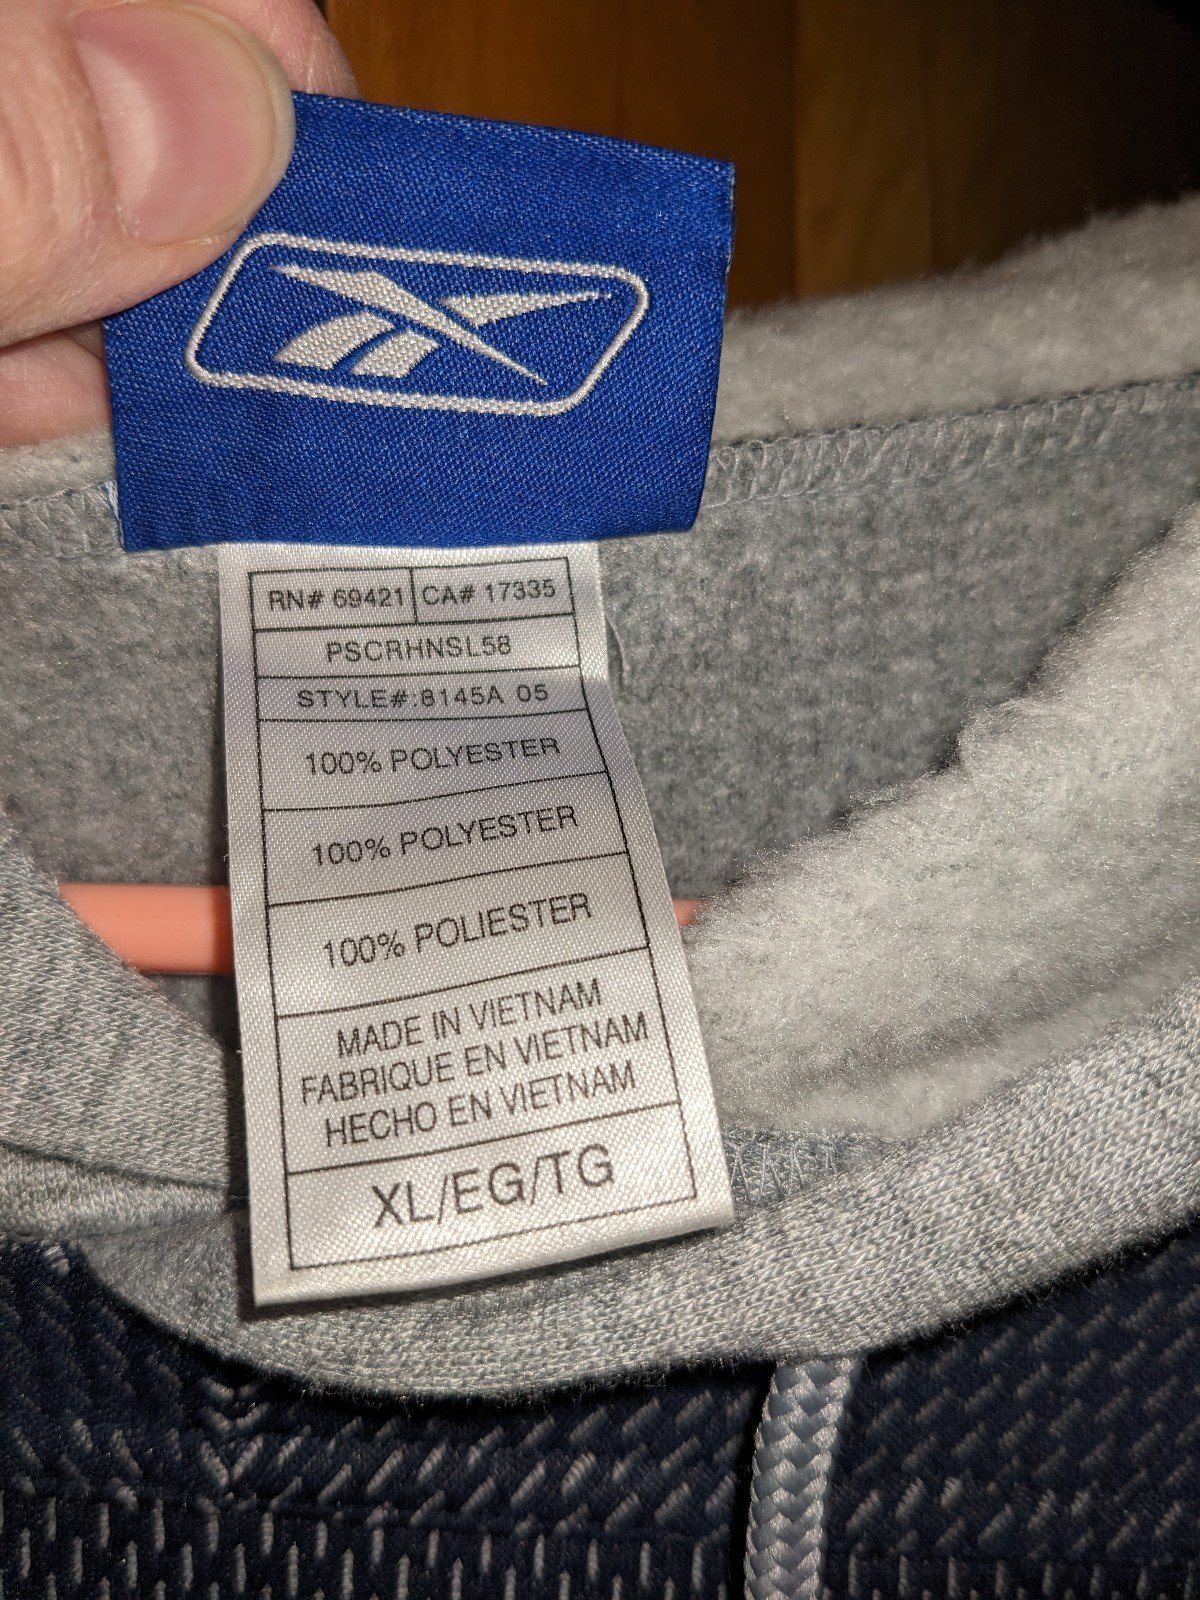 RN# 69421 CA# 17335
PSCRHNSL58
STYLE#:8145A 05
100% POLYESTER
100% POLYESTER
100% POLIESTER
MADE IN VIETNAM
FABRIQUE EN VIETNAM
HECHO EN VIETNAM
XL/EG/TG